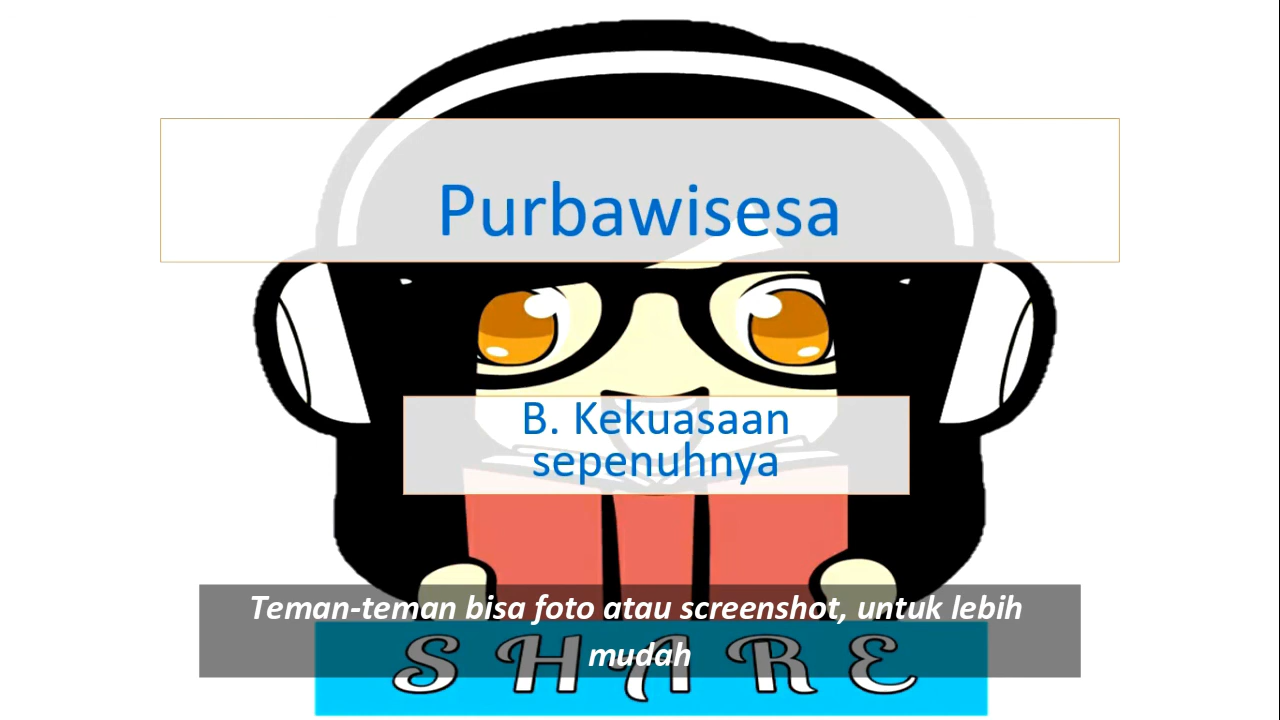 Purbawisesa
B. Kekuasaan
sepenuhnya
Teman-teman bisa foto atau screenshot, untuk lebih
mudah
SHARE